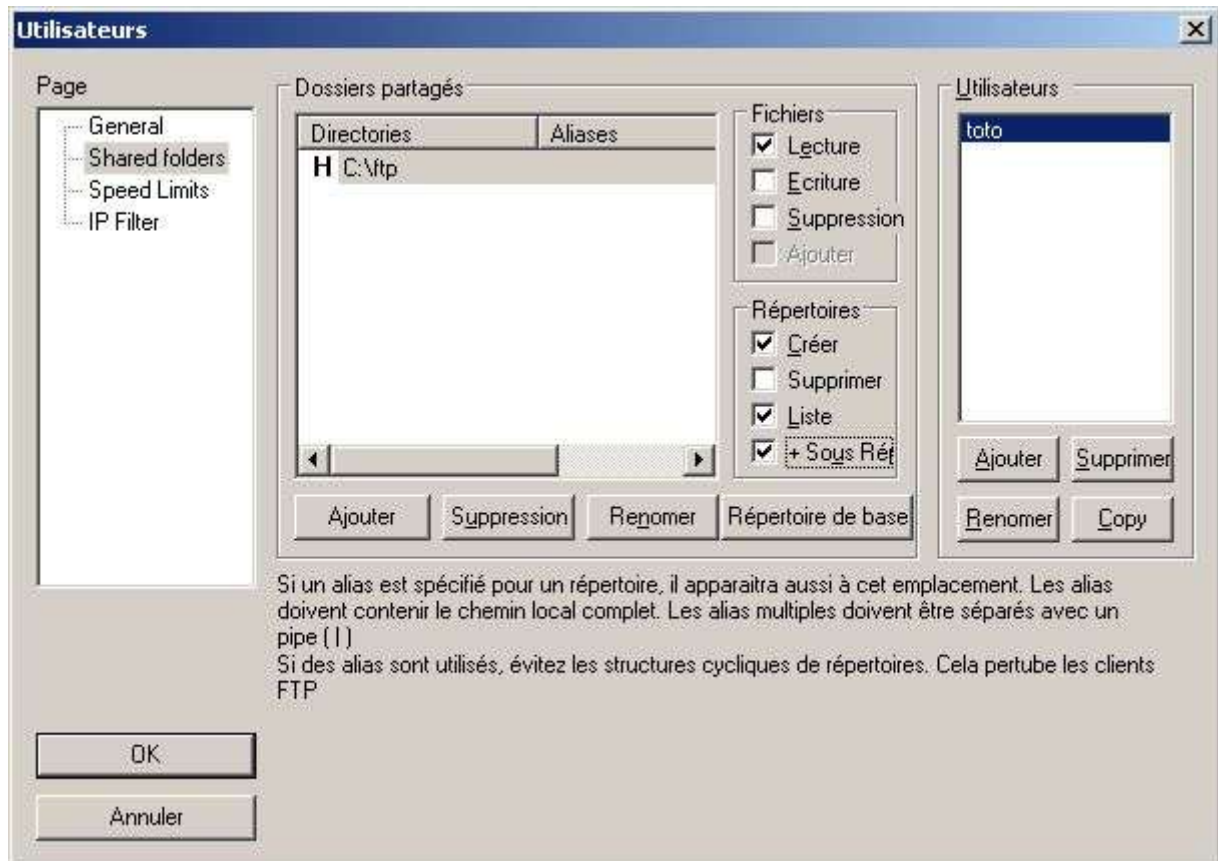 Utilisateurs
Page
General
Shared folders
Speed Limits
IP Filter
Dossiers partagés
Directories Aliases
H C:\ftp
Fichiers
Lecture
Ecriture
Suppression
Ajouter
Répertoires
Créer
Supprimer
Liste
+ Sous Rép
Ajouter Suppression Renomer Répertoire de base
Utilisateurs
toto
Ajouter Supprimer
Renomer Copy
Si un alias est spécifié pour un répertoire, il apparaitra aussi à cet emplacement. Les alias
doivent contenir le chemin local complet. Les alias multiples doivent être séparés avec un
pipe ( | )
Si des alias sont utilisés, évitez les structures cycliques de répertoires. Cela pertube les clients
FTP
OK
Annuler